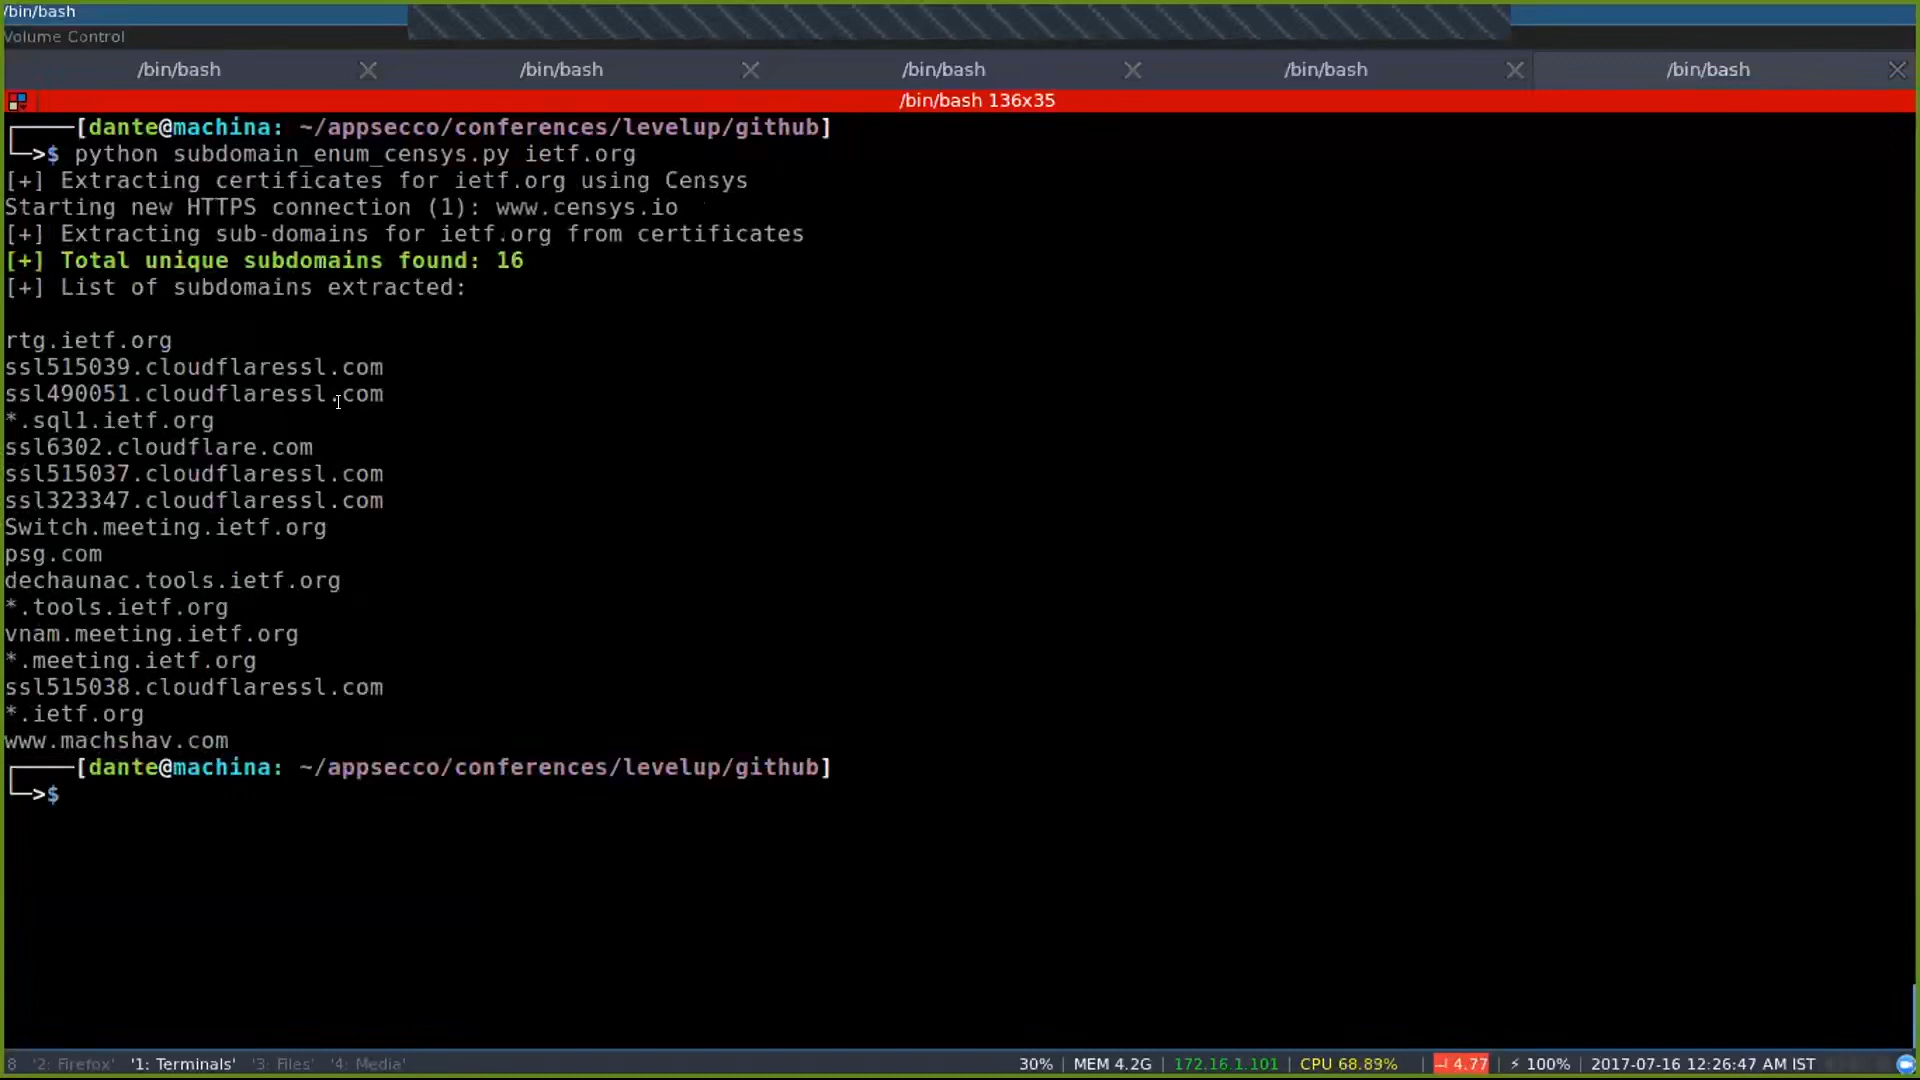 /bin/bash
Volume Control
/bin/bash /bin/bash /bin/bash /bin/bash /bin/bash
/bin/bash 136x35
[dante@machina: ~/appsecco/conferences/levelup/github]
└─>$ python subdomain_enum_censys.py ietf.org
[+] Extracting certificates for ietf.org using Censys
Starting new HTTPS connection (1): www.censys.io
[+] Extracting sub-domains for ietf.org from certificates
[+] Total unique subdomains found: 16
[+] List of subdomains extracted:
rtg.ietf.org
ssl515039.cloudflaressl.com
ssl490051.cloudflaressl.com
*.sql1.ietf.org
ssl6302.cloudflare.com
ssl515037.cloudflaressl.com
ssl323347.cloudflaressl.com
Switch.meeting.ietf.org
psg.com
dechaunac.tools.ietf.org
*.tools.ietf.org
vnam.meeting.ietf.org
*.meeting.ietf.org
ssl515038.cloudflaressl.com
*.ietf.org
www.machshav.com
[dante@machina: ~/appsecco/conferences/levelup/github]
└─>$
8 '2: Firefox' '1: Terminals' '3: Files' '4: Media' 30% | MEM 4.2G | 172.16.1.101 | CPU 68.89% | 4.77 | ⚡ 100% | 2017-07-16 12:26:47 AM IST